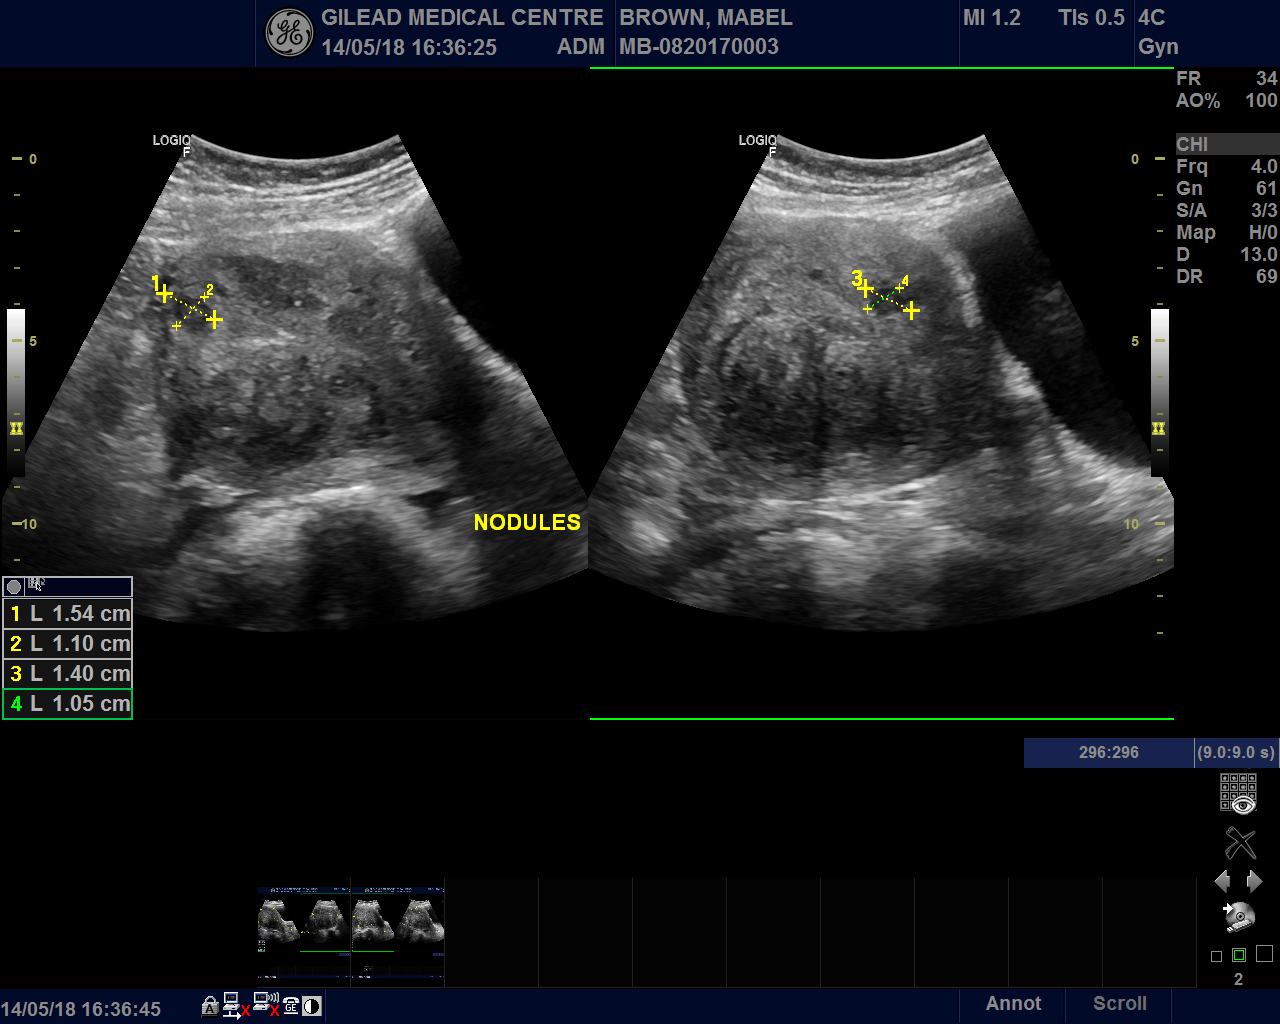 GILEAD MEDICAL CENTRE
14/05/18 16:36:25 ADM
BROWN, MABEL
MB-0820170003
MI 1.2 TIs 0.5
4C
Gyn
FR 34
AO% 100
CHI
Frq 4.0
Gn 61
S/A 3/3
Map H/0
D 13.0
DR 69
LOGIQ
F
LOGIQ
F
0
5
10
0
5
10
1
2
3
4
NODULES
1 L 1.54 cm
2 L 1.10 cm
3 L 1.40 cm
4 L 1.05 cm
296:296 (9.0:9.0 s)
2
14/05/18 16:36:45
A
GE
Annot
Scroll